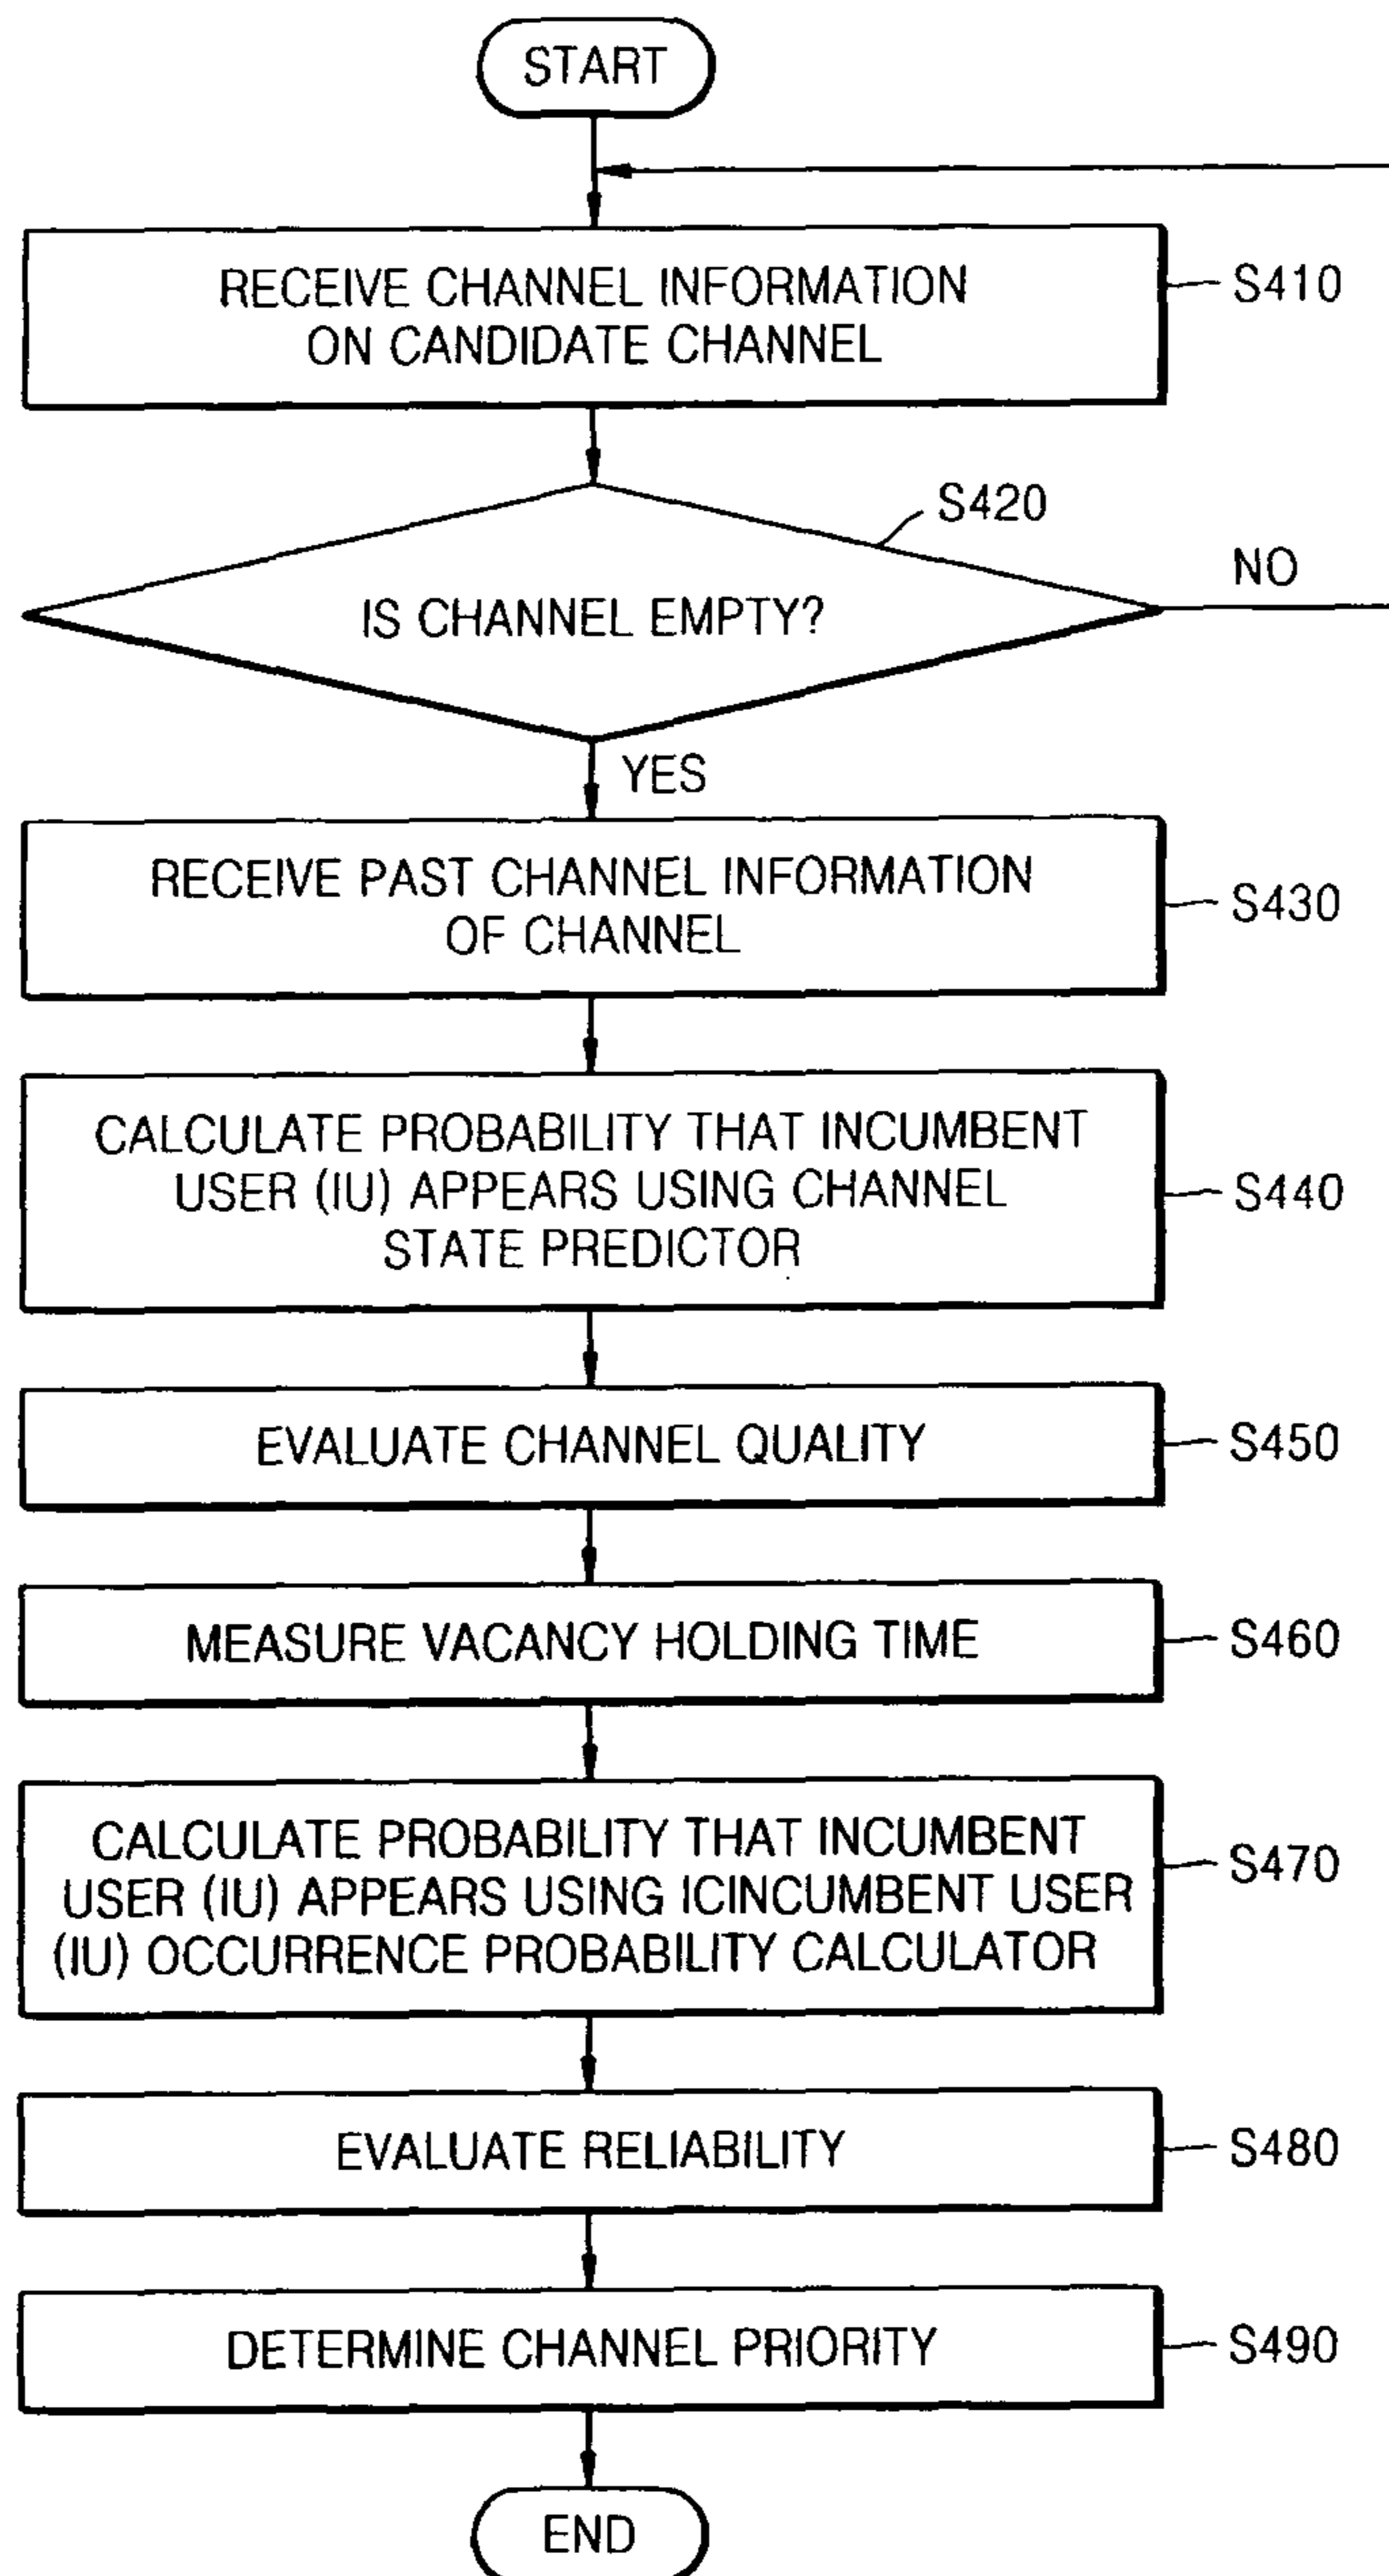 START
RECEIVE CHANNEL INFORMATION
ON CANDIDATE CHANNEL
S410
S420
IS CHANNEL EMPTY?
NO
YES
RECEIVE PAST CHANNEL INFORMATION
OF CHANNEL
S430
CALCULATE PROBABILITY THAT INCUMBENT
USER (IU) APPEARS USING CHANNEL
STATE PREDICTOR
S440
EVALUATE CHANNEL QUALITY
S450
MEASURE VACANCY HOLDING TIME
S460
CALCULATE PROBABILITY THAT INCUMBENT
USER (IU) APPEARS USING ICINCUMBENT USER
(IU) OCCURRENCE PROBABILITY CALCULATOR
S470
EVALUATE RELIABILITY
S480
DETERMINE CHANNEL PRIORITY
S490
END